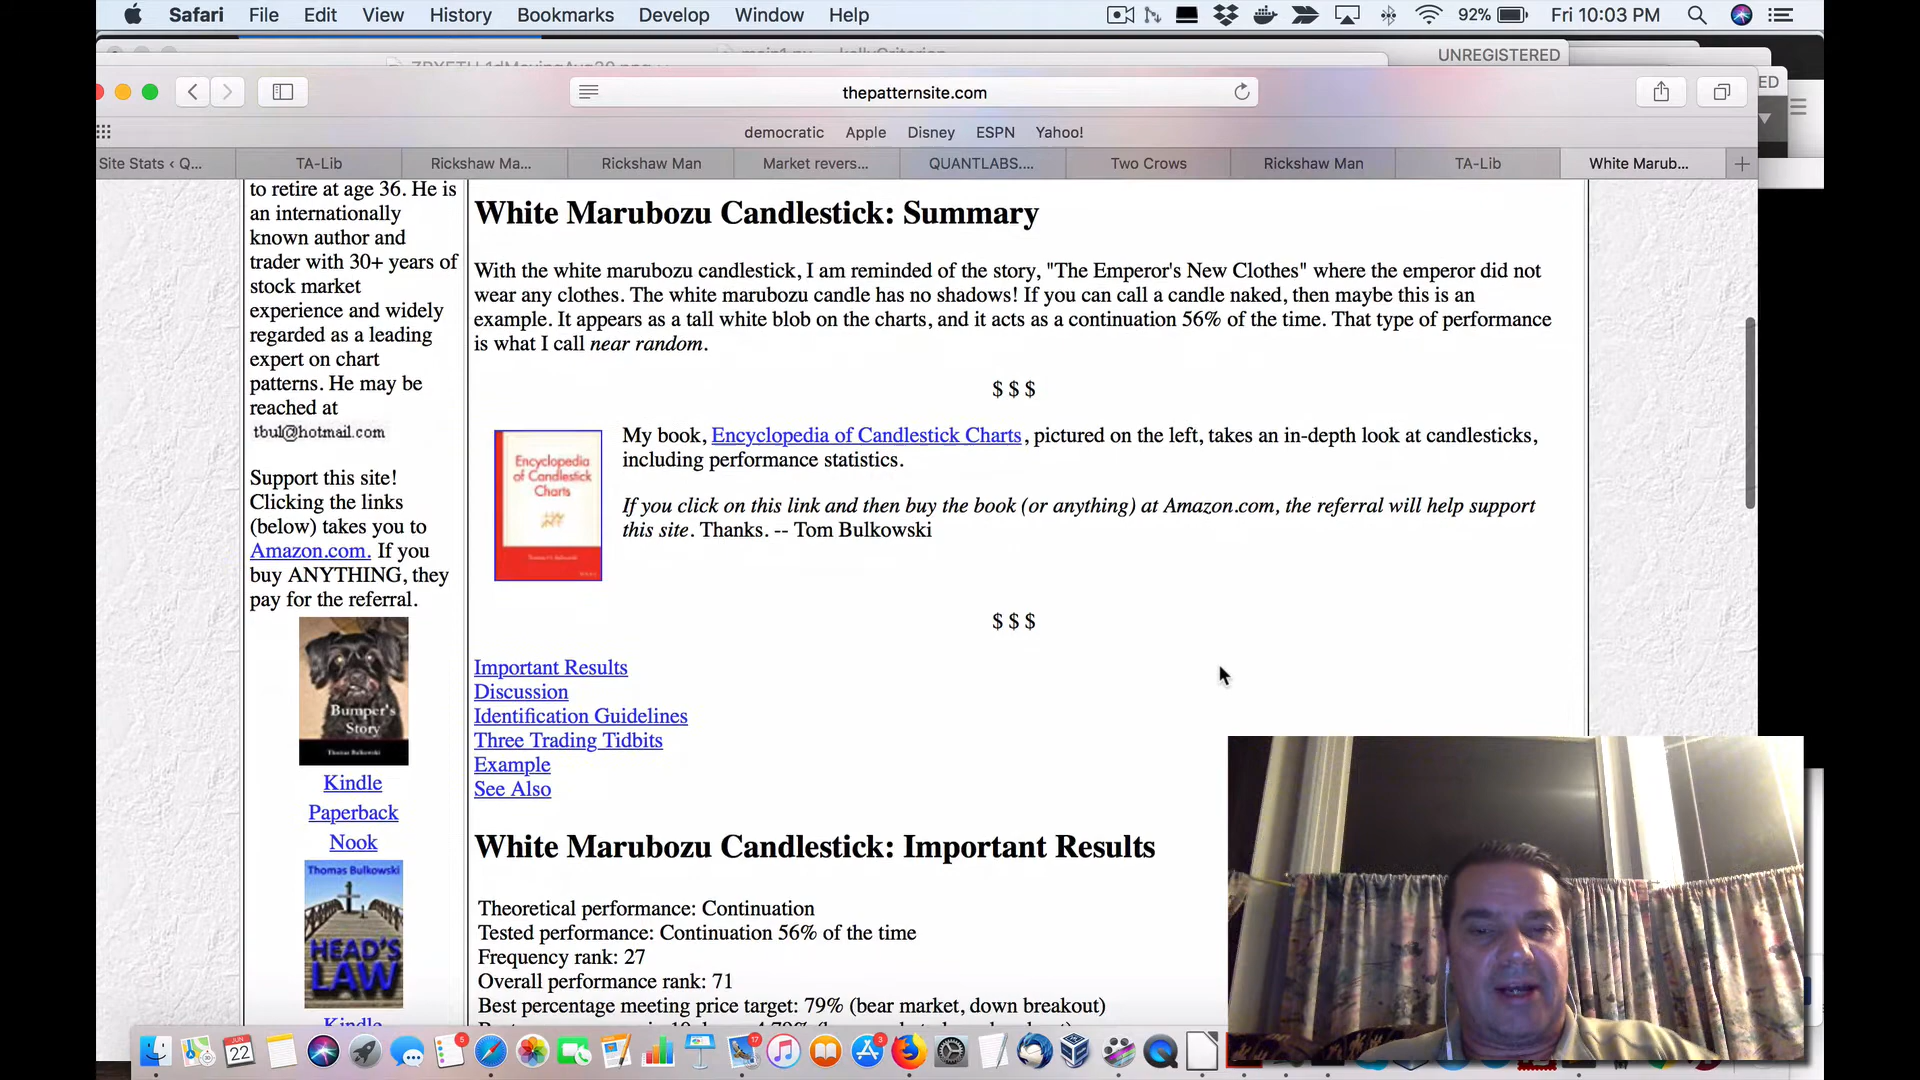 Safari File Edit View History Bookmarks Develop Window Help 92% Fri 10:03 PM
UNREGISTERED
thepatternsite.com
democratic Apple Disney ESPN Yahoo!
Site Stats ‹ Q... TA-Lib Rickshaw Ma... Rickshaw Man Market revers... QUANTLABS.... Two Crows Rickshaw Man TA-Lib White Marub...
to retire at age 36. He is
an internationally
known author and
trader with 30+ years of
stock market
experience and widely
regarded as a leading
expert on chart
patterns. He may be
reached at
tbul@hotmail.com
Support this site!
Clicking the links
(below) takes you to
Amazon.com. If you
buy ANYTHING, they
pay for the referral.
Bumper's
Story
Thomas Bulkowski
Kindle
Paperback
Nook
Thomas Bulkowski
HEAD'S
LAW
Kindle
White Marubozu Candlestick: Summary
With the white marubozu candlestick, I am reminded of the story, "The Emperor's New Clothes" where the emperor did not
wear any clothes. The white marubozu candle has no shadows! If you can call a candle naked, then maybe this is an
example. It appears as a tall white blob on the charts, and it acts as a continuation 56% of the time. That type of performance
is what I call near random.
$ $ $
Encyclopedia
of Candlestick
Charts
My book, Encyclopedia of Candlestick Charts, pictured on the left, takes an in-depth look at candlesticks,
including performance statistics.
If you click on this link and then buy the book (or anything) at Amazon.com, the referral will help support
this site. Thanks. -- Tom Bulkowski
$ $ $
Important Results
Discussion
Identification Guidelines
Three Trading Tidbits
Example
See Also
White Marubozu Candlestick: Important Results
Theoretical performance: Continuation
Tested performance: Continuation 56% of the time
Frequency rank: 27
Overall performance rank: 71
Best percentage meeting price target: 79% (bear market, down breakout)
JUN
22
5
17
3